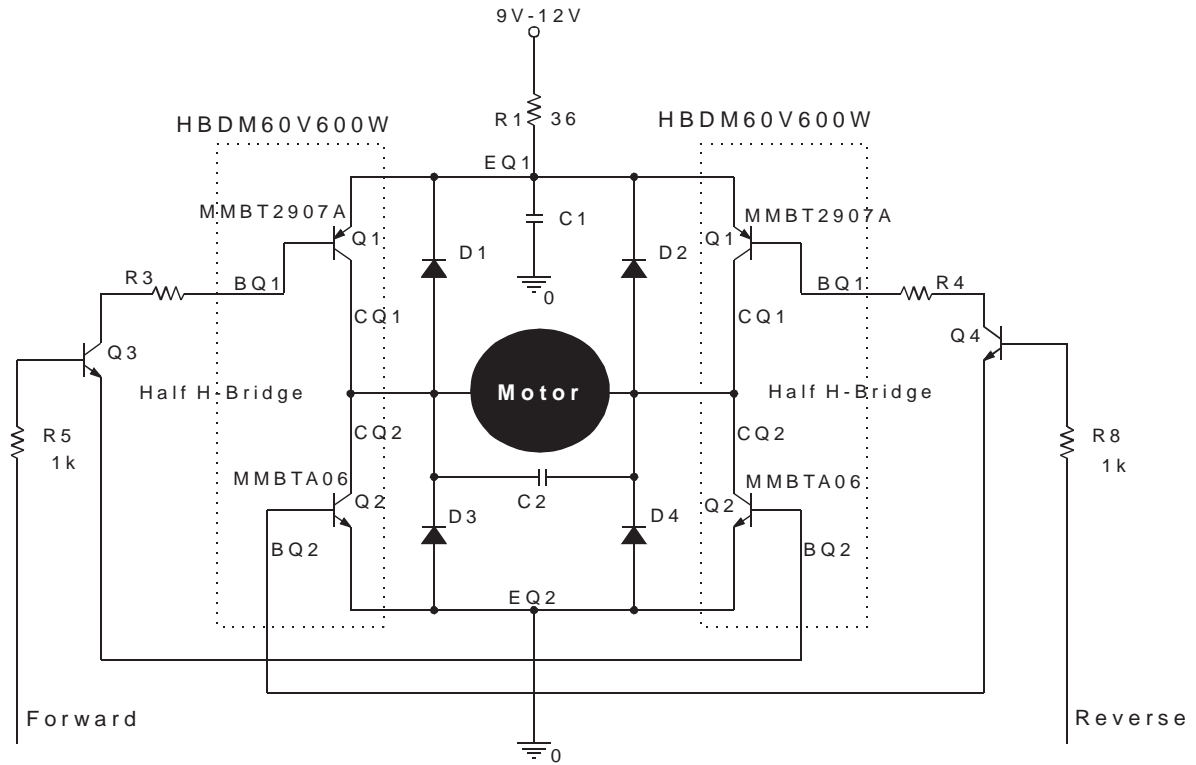 9V-12V
R1 36
HBDM60V600W
HBDM60V600W
EQ1
MMBT2907A
MMBT2907A
C1
Q1
Q1
D1
D2
R3
BQ1
BQ1
R4
0
CQ1
CQ1
Q3
Q4
Half H-Bridge
Motor
Half H-Bridge
R5
1k
CQ2
CQ2
R8
1k
MMBTA06
MMBTA06
C2
Q2
Q2
D3
D4
BQ2
BQ2
EQ2
Forward
Reverse
0